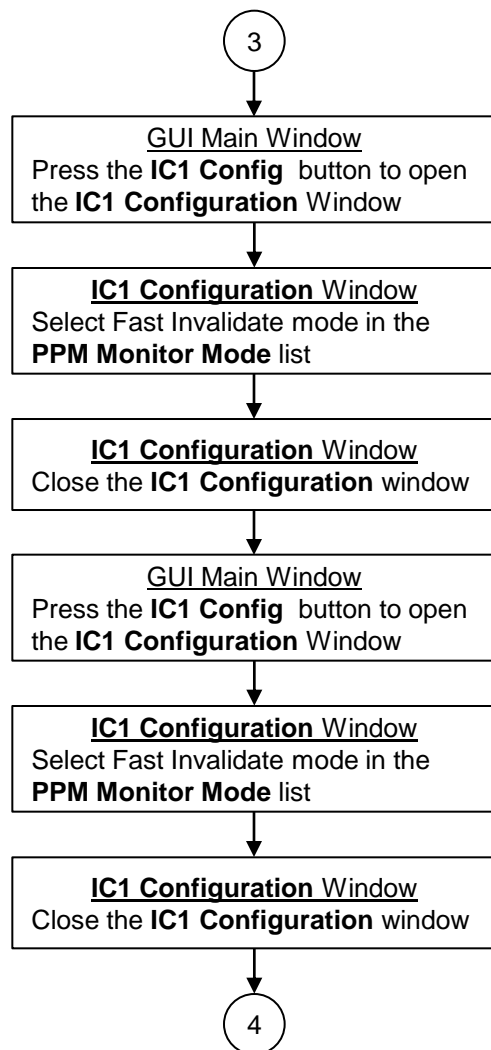 3
GUI Main Window
Press the IC1 Config button to open
the IC1 Configuration Window
IC1 Configuration Window
Select Fast Invalidate mode in the
PPM Monitor Mode list
IC1 Configuration Window
Close the IC1 Configuration window
GUI Main Window
Press the IC1 Config button to open
the IC1 Configuration Window
IC1 Configuration Window
Select Fast Invalidate mode in the
PPM Monitor Mode list
IC1 Configuration Window
Close the IC1 Configuration window
4